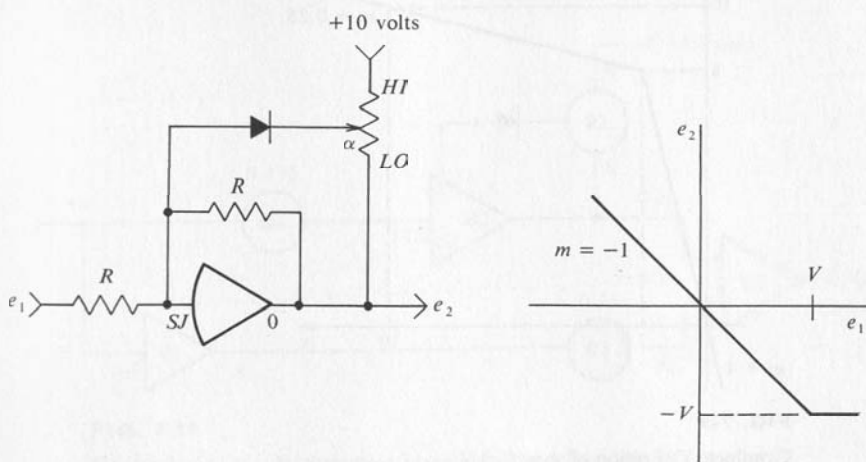 +10 volts
HI
α
LO
R
R
e₁
SJ
0
e₂
e₂
m = −1
V
e₁
−V